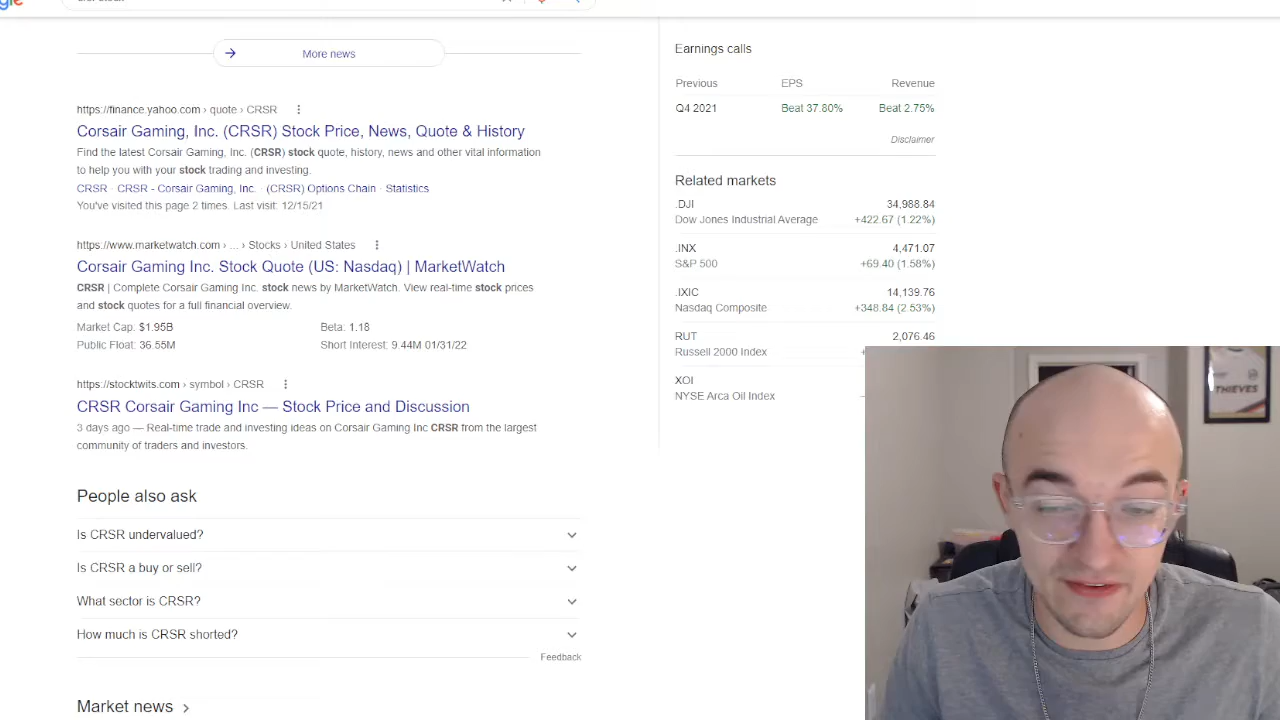 More news
https://finance.yahoo.com › quote › CRSR
Corsair Gaming, Inc. (CRSR) Stock Price, News, Quote & History
Find the latest Corsair Gaming, Inc. (CRSR) stock quote, history, news and other vital information
to help you with your stock trading and investing.
CRSR · CRSR - Corsair Gaming, Inc. · (CRSR) Options Chain · Statistics
You've visited this page 2 times. Last visit: 12/15/21
https://www.marketwatch.com › ... › Stocks › United States
Corsair Gaming Inc. Stock Quote (US: Nasdaq) | MarketWatch
CRSR | Complete Corsair Gaming Inc. stock news by MarketWatch. View real-time stock prices
and stock quotes for a full financial overview.
Market Cap: $1.95B Beta: 1.18
Public Float: 36.55M Short Interest: 9.44M 01/31/22
https://stocktwits.com › symbol › CRSR
CRSR Corsair Gaming Inc — Stock Price and Discussion
3 days ago — Real-time trade and investing ideas on Corsair Gaming Inc CRSR from the largest
community of traders and investors.
People also ask
Is CRSR undervalued?
Is CRSR a buy or sell?
What sector is CRSR?
How much is CRSR shorted?
Feedback
Market news
Earnings calls
Previous EPS Revenue
Q4 2021 Beat 37.80% Beat 2.75%
Disclaimer
Related markets
.DJI 34,988.84
Dow Jones Industrial Average +422.67 (1.22%)
.INX 4,471.07
S&P 500 +69.40 (1.58%)
.IXIC 14,139.76
Nasdaq Composite +348.84 (2.53%)
RUT 2,076.46
Russell 2000 Index
XOI
NYSE Arca Oil Index
THIEVES